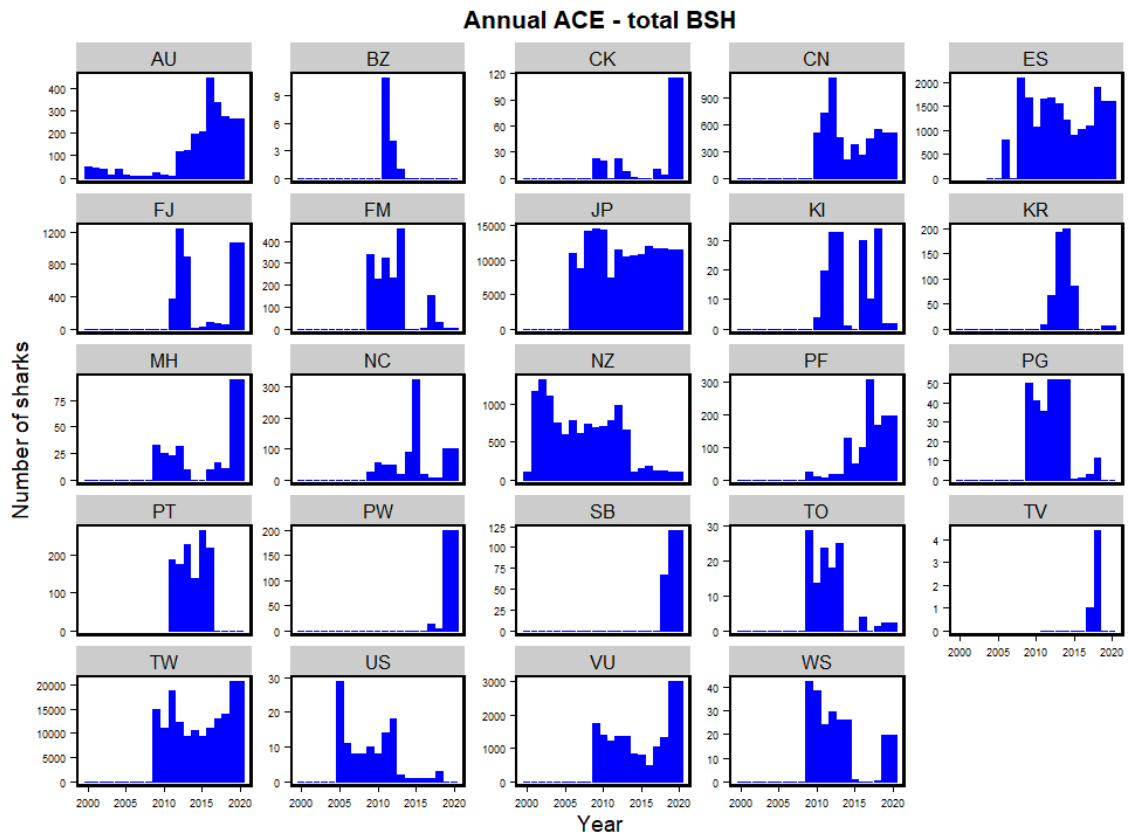 Annual ACE - total BSH
AU BZ CK CN ES
400 300 200 100 0
9 6 3 0
120 90 60 30 0
900 600 300 0
2000 1500 1000 500 0
FJ FM JP KI KR
1200 800 400 0
400 300 200 100 0
15000 10000 5000 0
30 20 10 0
200 150 100 50 0
MH NC NZ PF PG
75 50 25 0
300 200 100 0
1000 500 0
300 200 100 0
50 40 30 20 10 0
PT PW SB TO TV
200 100 0
200 150 100 50 0
125 100 75 50 25 0
30 20 10 0
4 3 2 1 0
2000 2005 2010 2015 2020
TW US VU WS
20000 15000 10000 5000 0
30 20 10 0
3000 2000 1000 0
40 30 20 10 0
2000 2005 2010 2015 2020
2000 2005 2010 2015 2020
2000 2005 2010 2015 2020
2000 2005 2010 2015 2020
Number of sharks
Year